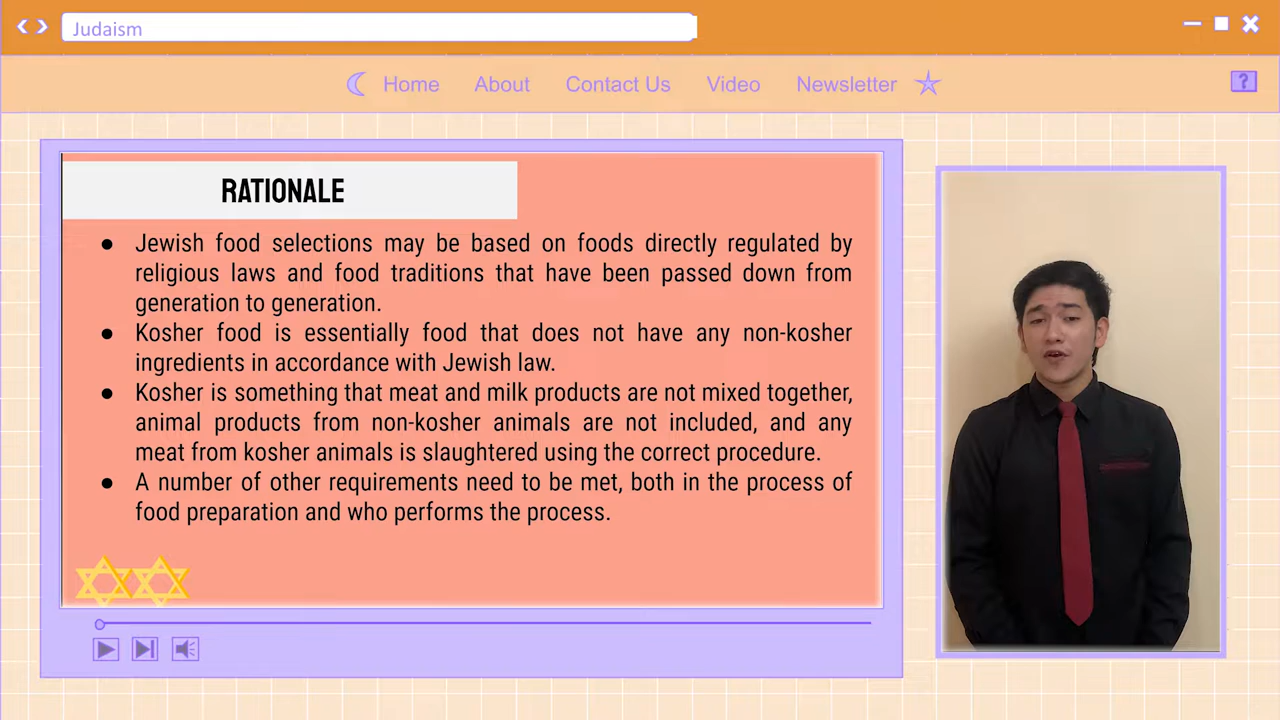 Judaism
Home About Contact Us Video Newsletter
?
RATIONALE
● Jewish food selections may be based on foods directly regulated by
religious laws and food traditions that have been passed down from
generation to generation.
● Kosher food is essentially food that does not have any non-kosher
ingredients in accordance with Jewish law.
● Kosher is something that meat and milk products are not mixed together,
animal products from non-kosher animals are not included, and any
meat from kosher animals is slaughtered using the correct procedure.
● A number of other requirements need to be met, both in the process of
food preparation and who performs the process.